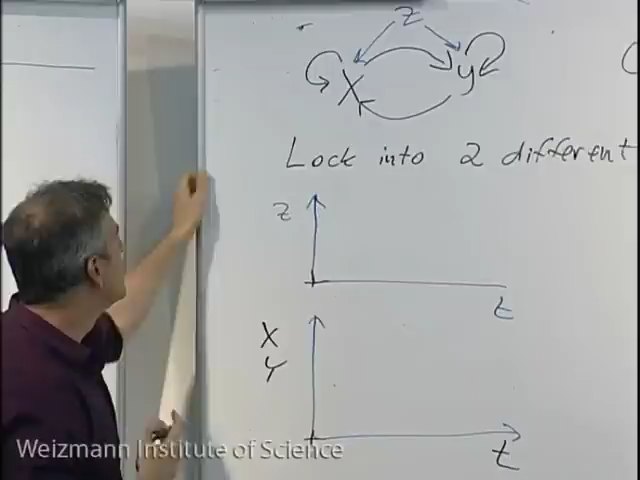 Z
X Y
Lock into 2 different
Z
t
X
Y
t
Weizmann Institute of Science